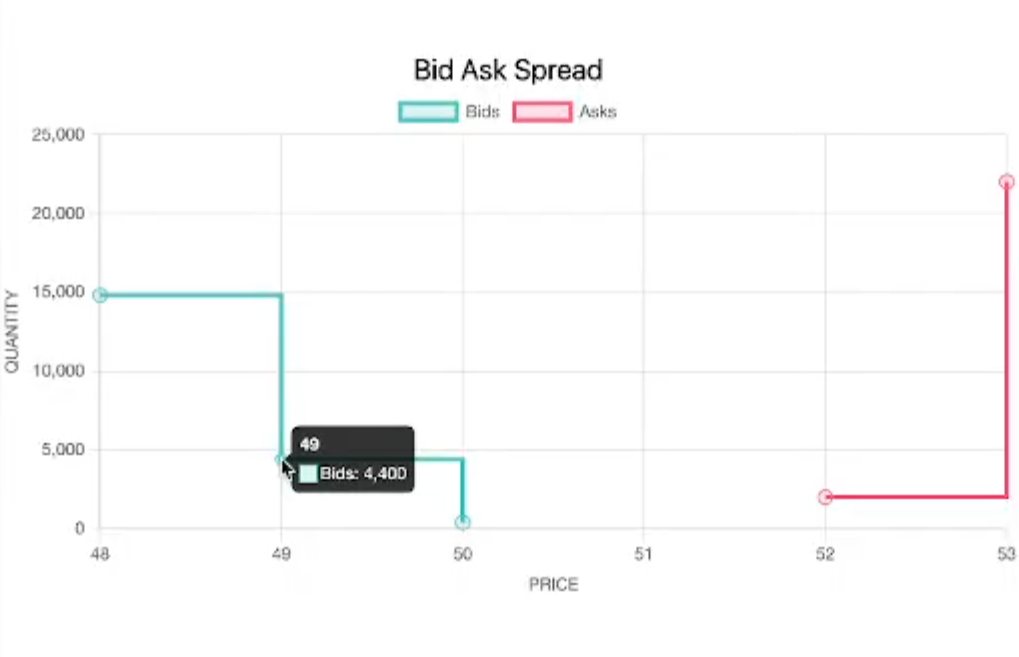 Bid Ask Spread
Bids Asks
25,000
20,000
15,000
10,000
5,000
0
QUANTITY
49
Bids: 4,400
48 49 50 51 52 53
PRICE